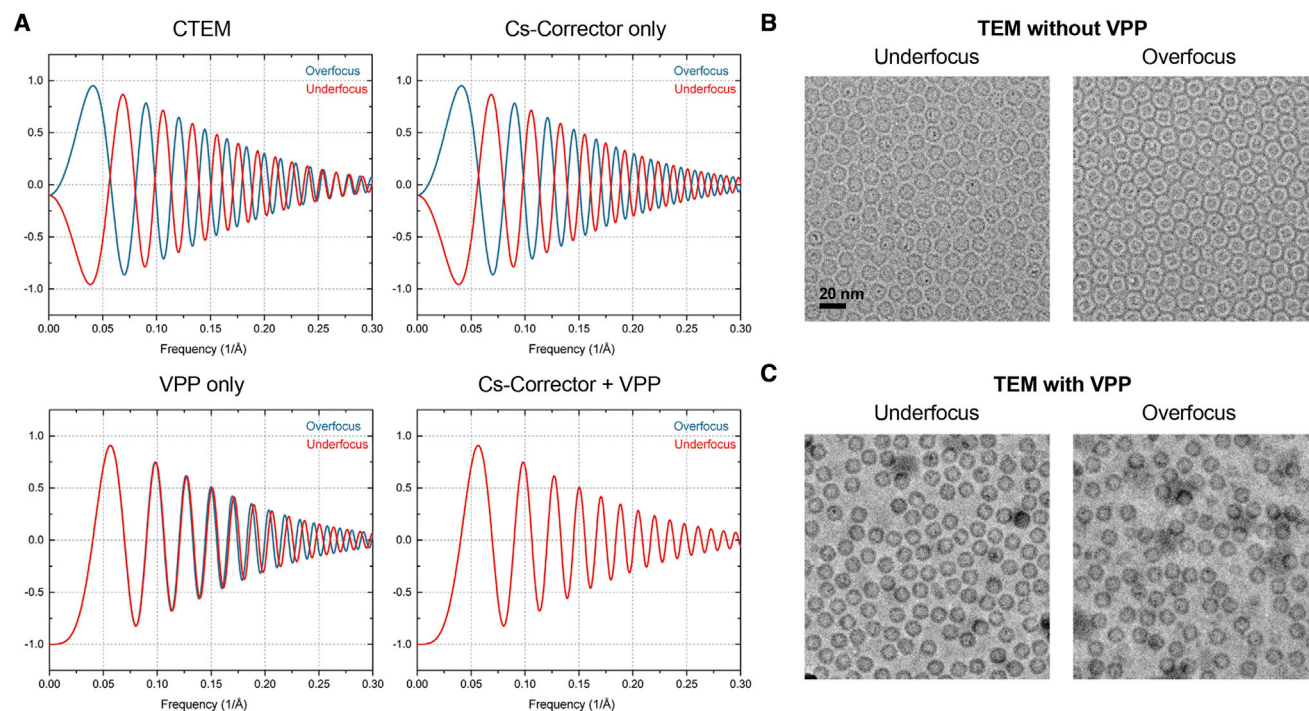 A
CTEM
Overfocus
Underfocus
1.0
0.5
0.0
-0.5
-1.0
0.00 0.05 0.10 0.15 0.20 0.25 0.30
Frequency (1/Å)
Cs-Corrector only
Overfocus
Underfocus
1.0
0.5
0.0
-0.5
-1.0
0.00 0.05 0.10 0.15 0.20 0.25 0.30
Frequency (1/Å)
VPP only
Overfocus
Underfocus
1.0
0.5
0.0
-0.5
-1.0
0.00 0.05 0.10 0.15 0.20 0.25 0.30
Frequency (1/Å)
Cs-Corrector + VPP
Overfocus
Underfocus
1.0
0.5
0.0
-0.5
-1.0
0.00 0.05 0.10 0.15 0.20 0.25 0.30
Frequency (1/Å)
B
TEM without VPP
Underfocus
Overfocus
20 nm
C
TEM with VPP
Underfocus
Overfocus